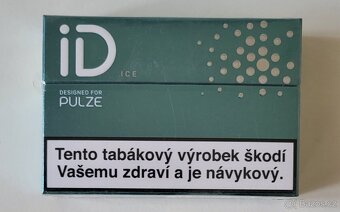 iD
ICE
DESIGNED FOR
PULZE
Tento tabákový výrobek škodí
Vašemu zdraví a je návykový.